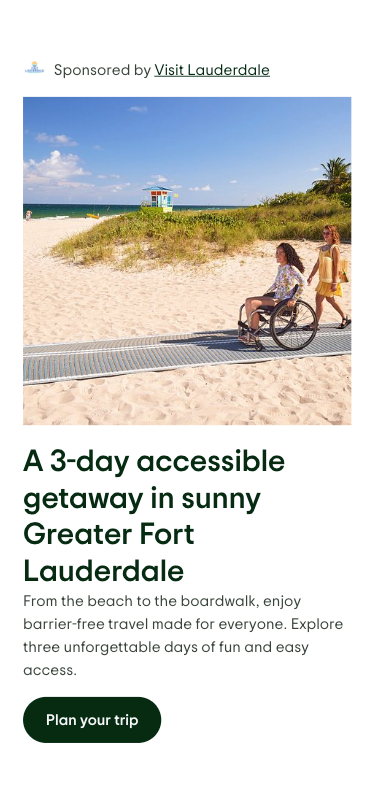 Sponsored by Visit Lauderdale
A 3-day accessible
getaway in sunny
Greater Fort
Lauderdale
From the beach to the boardwalk, enjoy
barrier-free travel made for everyone. Explore
three unforgettable days of fun and easy
access.
Plan your trip